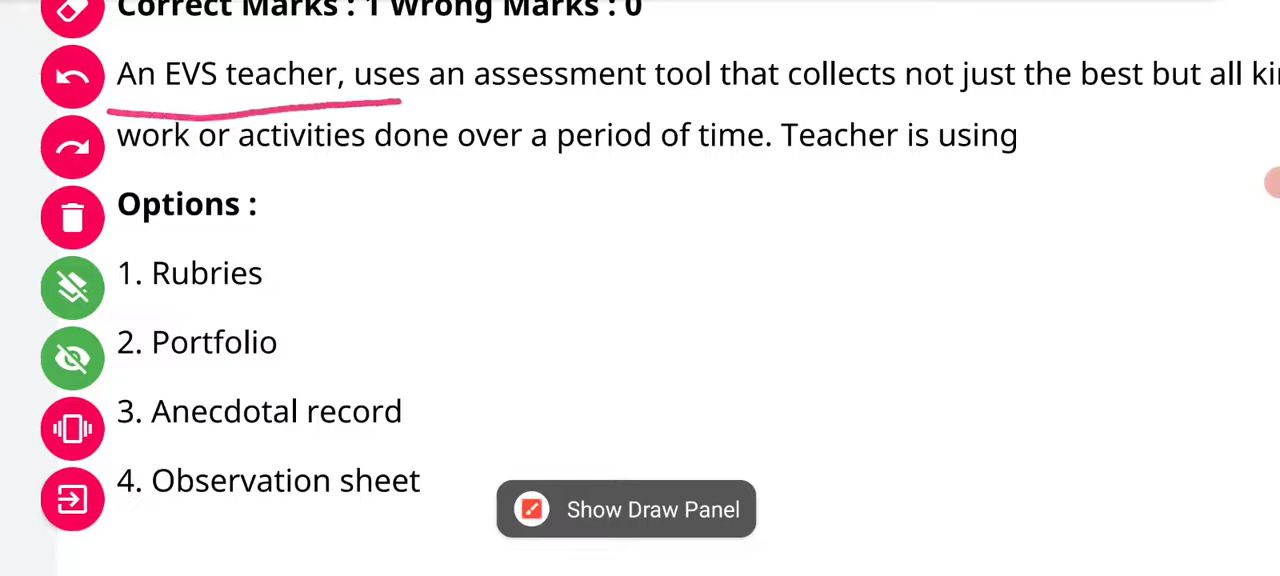 Correct Marks : 1 Wrong Marks : 0
An EVS teacher, uses an assessment tool that collects not just the best but all
work or activities done over a period of time. Teacher is using
Options :
1. Rubries
2. Portfolio
3. Anecdotal record
4. Observation sheet
Show Draw Panel